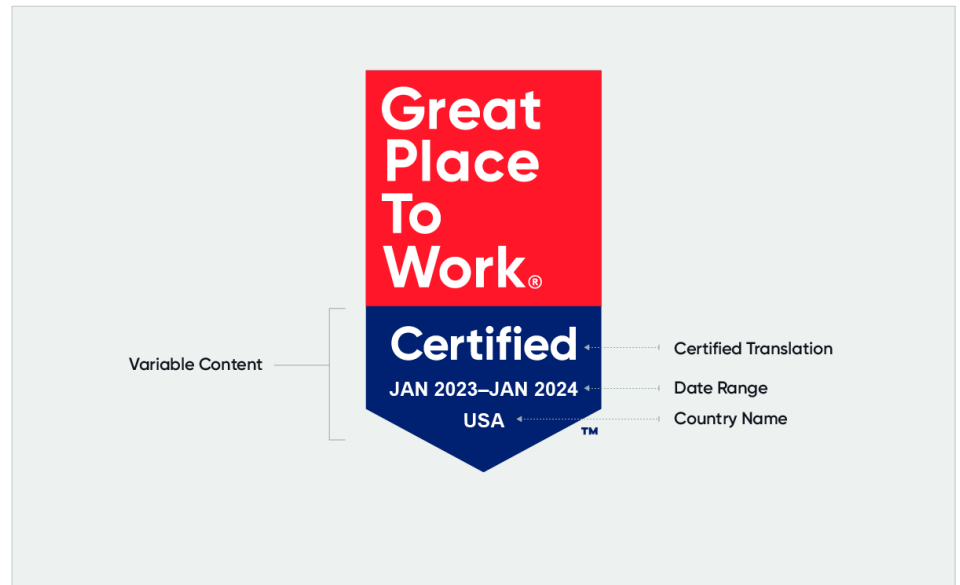 Great
Place
To
Work®
Certified
JAN 2023–JAN 2024
USA
™
Variable Content
Certified Translation
Date Range
Country Name